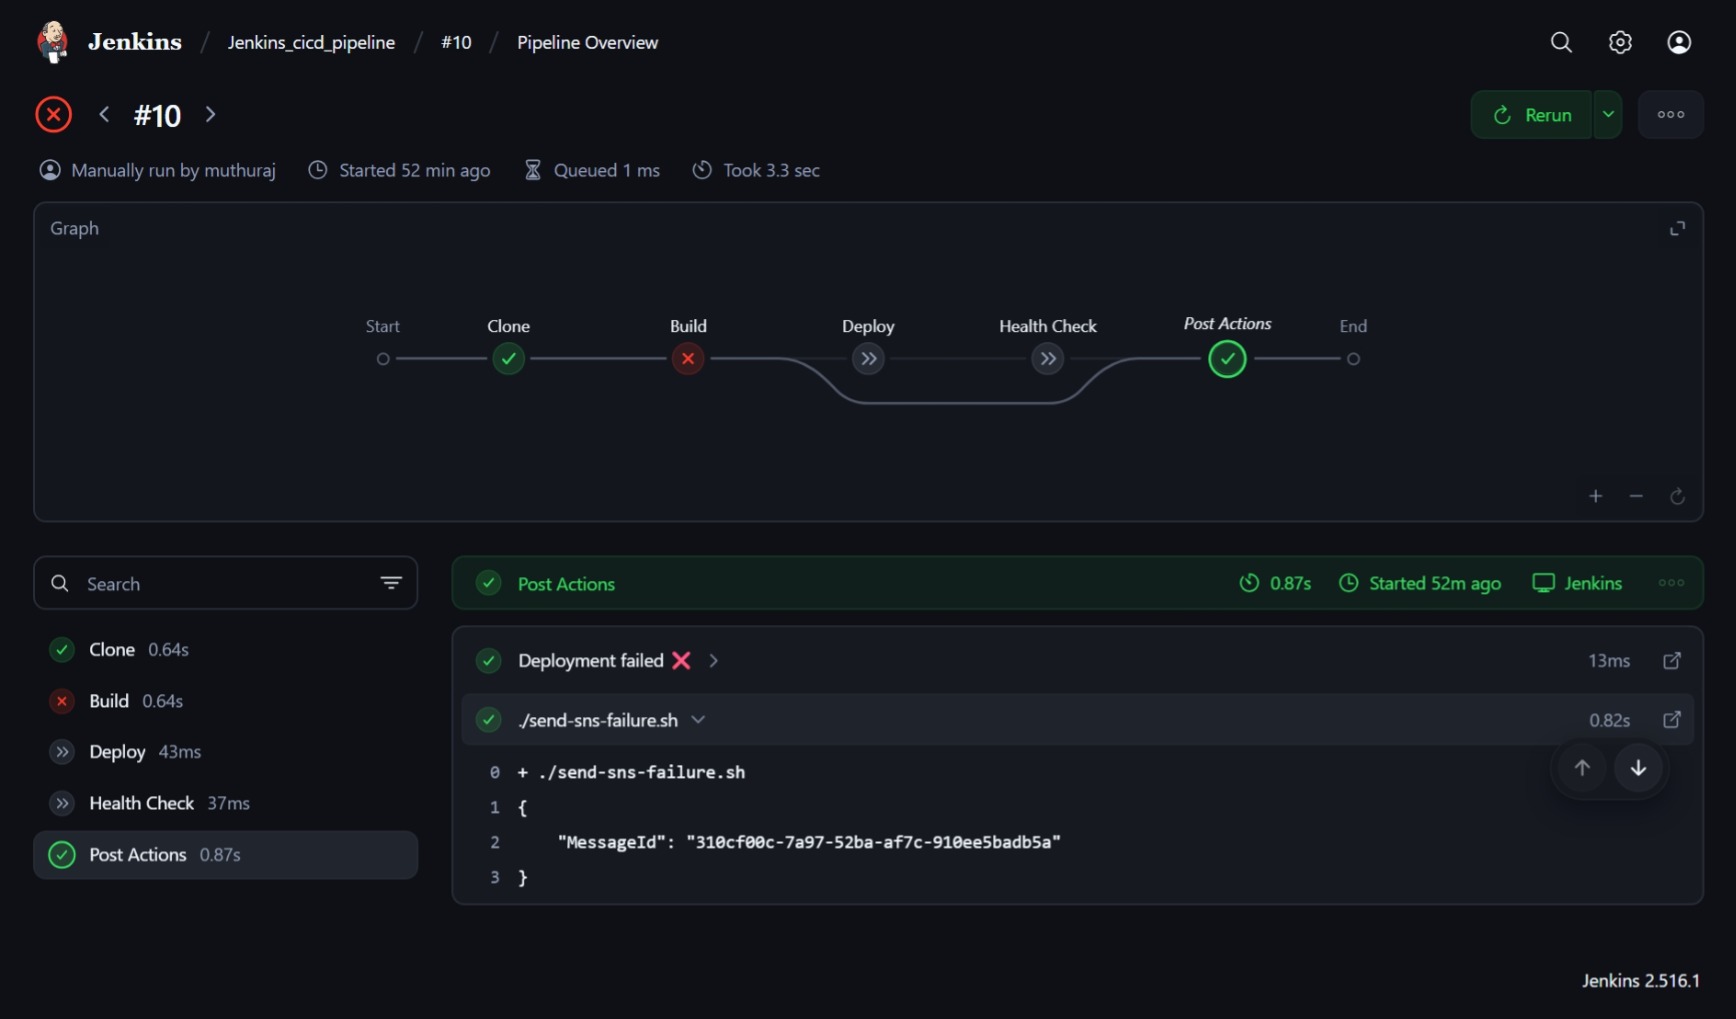 Jenkins / Jenkins_cicd_pipeline / #10 / Pipeline Overview
#10
Rerun
Manually run by muthuraj
Started 52 min ago
Queued 1 ms
Took 3.3 sec
Graph
Start
Clone
Build
Deploy
Health Check
Post Actions
End
Search
Clone 0.64s
Build 0.64s
Deploy 43ms
Health Check 37ms
Post Actions 0.87s
Post Actions
0.87s
Started 52m ago
Jenkins
Deployment failed ❌
13ms
./send-sns-failure.sh
0.82s
0 + ./send-sns-failure.sh
1 {
2     "MessageId": "310cf00c-7a97-52ba-af7c-910ee5badb5a"
3 }
Jenkins 2.516.1